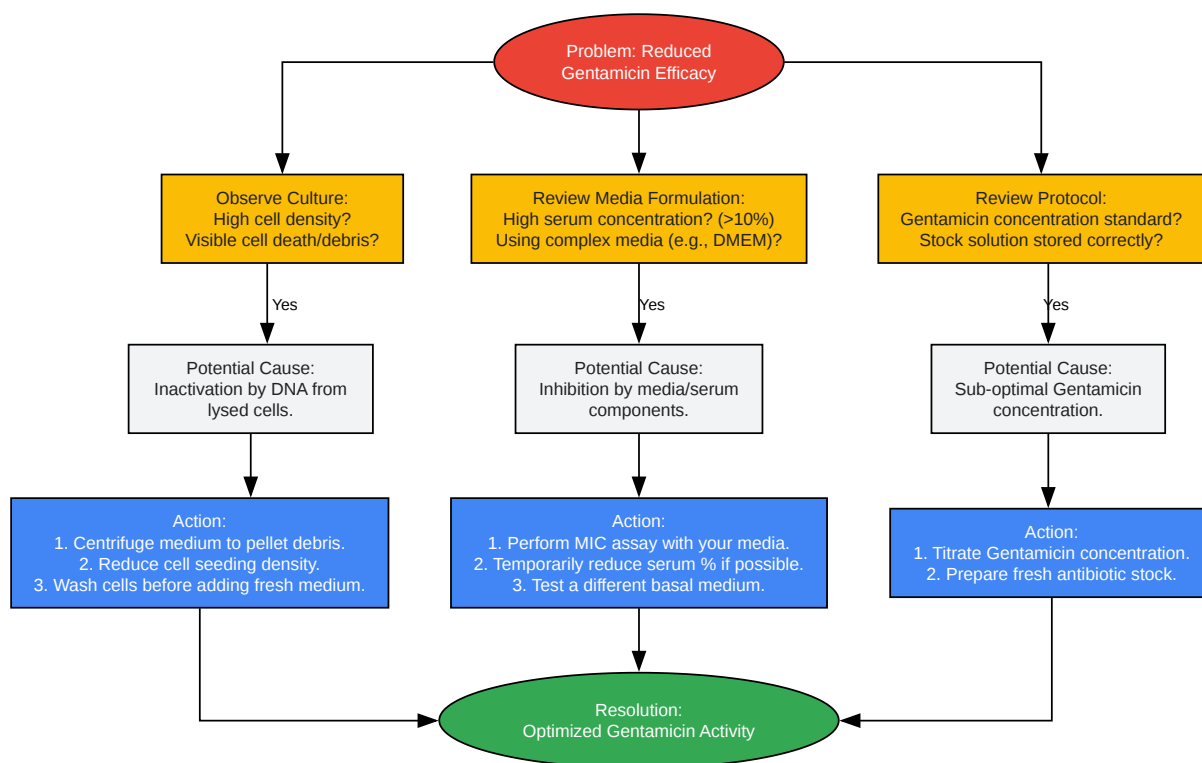 Problem: Reduced
Gentamicin Efficacy
Observe Culture:
High cell density?
Visible cell death/debris?
Review Media Formulation:
High serum concentration? (>10%)
Using complex media (e.g., DMEM)?
Review Protocol:
Gentamicin concentration standard?
Stock solution stored correctly?
Yes
Yes
Yes
Potential Cause:
Inactivation by DNA from
lysed cells.
Potential Cause:
Inhibition by media/serum
components.
Potential Cause:
Sub-optimal Gentamicin
concentration.
Action:
1. Centrifuge medium to pellet debris.
2. Reduce cell seeding density.
3. Wash cells before adding fresh medium.
Action:
1. Perform MIC assay with your media.
2. Temporarily reduce serum % if possible.
3. Test a different basal medium.
Action:
1. Titrate Gentamicin concentration.
2. Prepare fresh antibiotic stock.
Resolution:
Optimized Gentamicin Activity